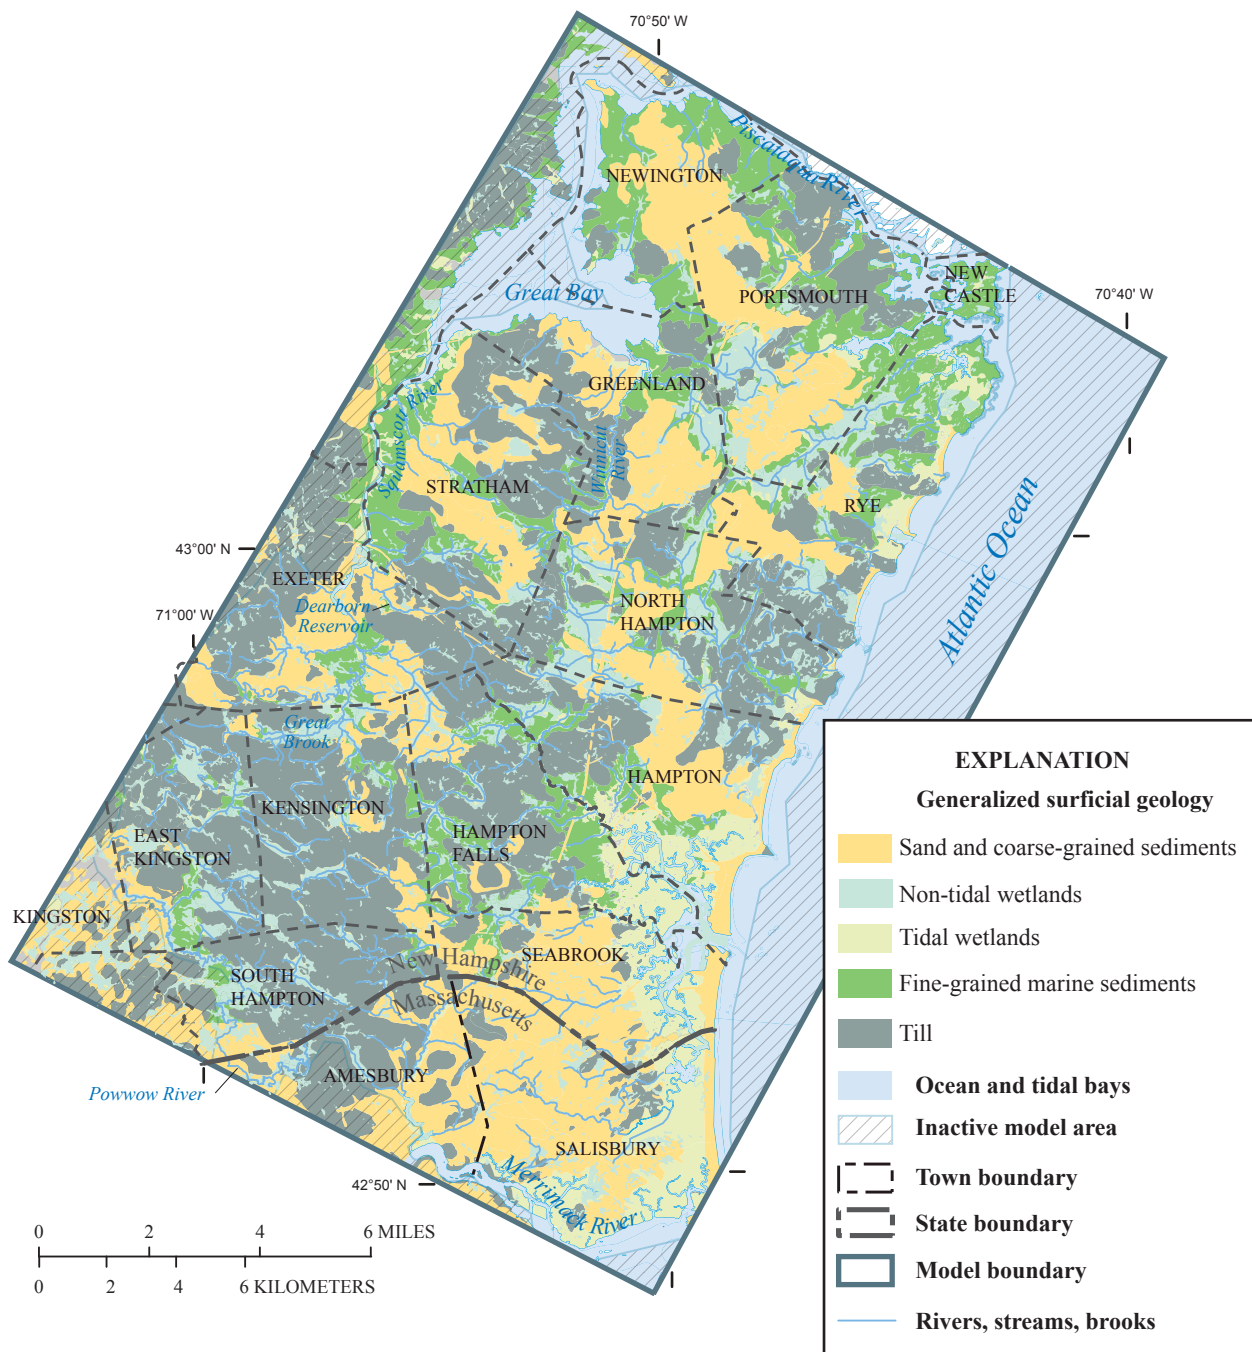 70°50' W
Piscataqua River
NEWINGTON
NEW
CASTLE
70°40' W
Great Bay
PORTSMOUTH
GREENLAND
Squamscott River
Winnicut
River
STRATHAM
RYE
Atlantic Ocean
43°00' N
EXETER
Dearborn
Reservoir
NORTH
HAMPTON
71°00' W
Great
Brook
HAMPTON
KENSINGTON
HAMPTON
FALLS
EAST
KINGSTON
KINGSTON
SEABROOK
New Hampshire
Massachusetts
SOUTH
HAMPTON
AMESBURY
Powwow River
SALISBURY
Merrimack River
42°50' N
0 2 4 6 MILES
0 2 4 6 KILOMETERS
EXPLANATION
Generalized surficial geology
Sand and coarse-grained sediments
Non-tidal wetlands
Tidal wetlands
Fine-grained marine sediments
Till
Ocean and tidal bays
Inactive model area
Town boundary
State boundary
Model boundary
Rivers, streams, brooks